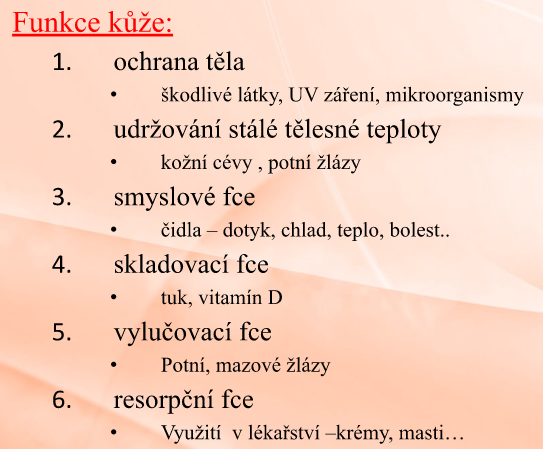 Funkce kůže:
1. ochrana těla
• škodlivé látky, UV záření, mikroorganismy
2. udržování stálé tělesné teploty
• kožní cévy , potní žlázy
3. smyslové fce
• čidla – dotyk, chlad, teplo, bolest..
4. skladovací fce
• tuk, vitamín D
5. vylučovací fce
• Potní, mazové žlázy
6. resorpční fce
• Využití v lékařství –krémy, masti…